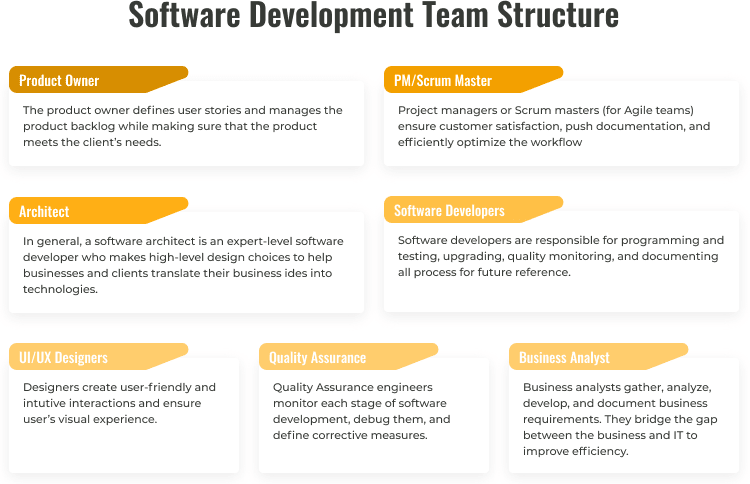 Software Development Team Structure
Product Owner
The product owner defines user stories and manages the
product backlog while making sure that the product
meets the client's needs.
PM/Scrum Master
Project managers or Scrum masters (for Agile teams)
ensure customer satisfaction, push documentation, and
efficiently optimize the workflow
Architect
In general, a software architect is an expert-level software
developer who makes high-level design choices to help
businesses and clients translate their business ides into
technologies.
Software Developers
Software developers are responsible for programming and
testing, upgrading, quality monitoring, and documenting
all process for future reference.
UI/UX Designers
Designers create user-friendly and
intutive interactions and ensure
user's visual experience.
Quality Assurance
Quality Assurance engineers
monitor each stage of software
development, debug them, and
define corrective measures.
Business Analyst
Business analysts gather, analyze,
develop, and document business
requirements. They bridge the gap
between the business and IT to
improve efficiency.